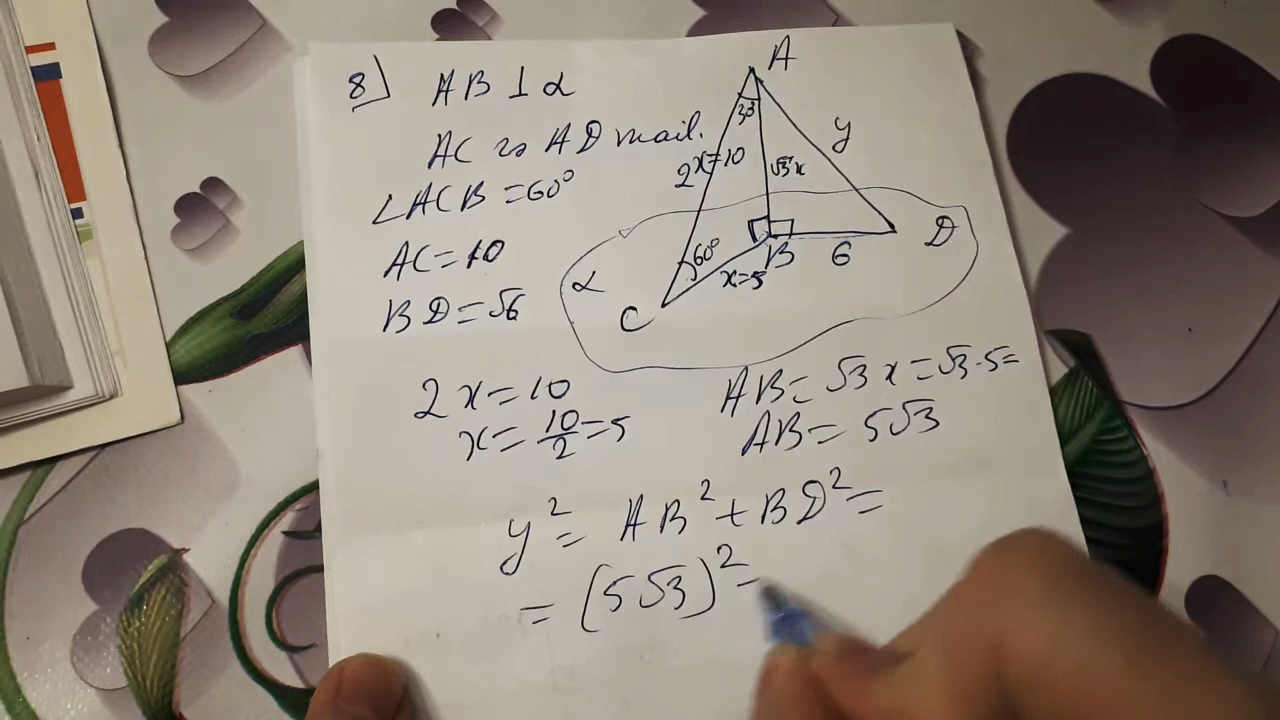 8)
AB ⊥ α
AC va AD mail.
∠ACB = 60°
AC = 10
BD = √6
A
30°
2x=10
√3x
y
60°
x=5
B
6
D
α
C
2x = 10
x = 10/2 = 5
AB = √3 x = √3 · 5 =
AB = 5√3
y² = AB² + BD² =
= (5√3)² -